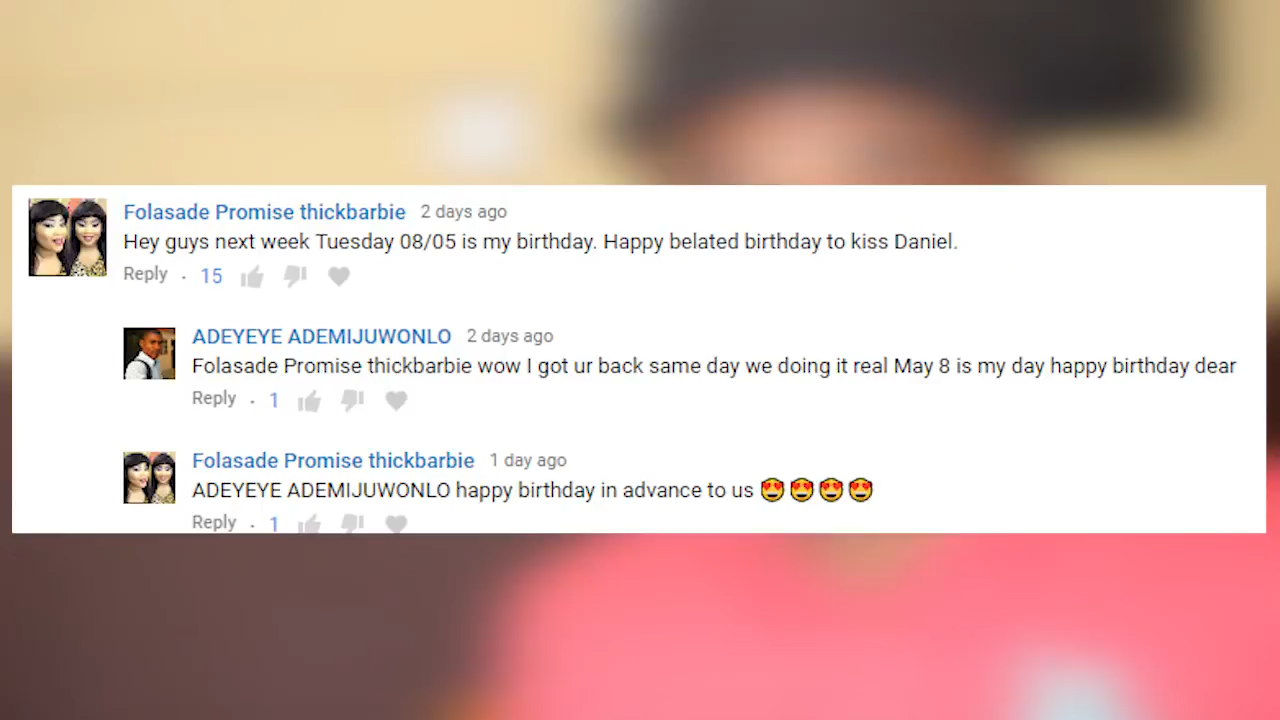 Folasade Promise thickbarbie 2 days ago
Hey guys next week Tuesday 08/05 is my birthday. Happy belated birthday to kiss Daniel.
Reply . 15
ADEYEYE ADEMIJUWONLO 2 days ago
Folasade Promise thickbarbie wow I got ur back same day we doing it real May 8 is my day happy birthday dear
Reply . 1
Folasade Promise thickbarbie 1 day ago
ADEYEYE ADEMIJUWONLO happy birthday in advance to us 😍😍😍😍
Reply . 1